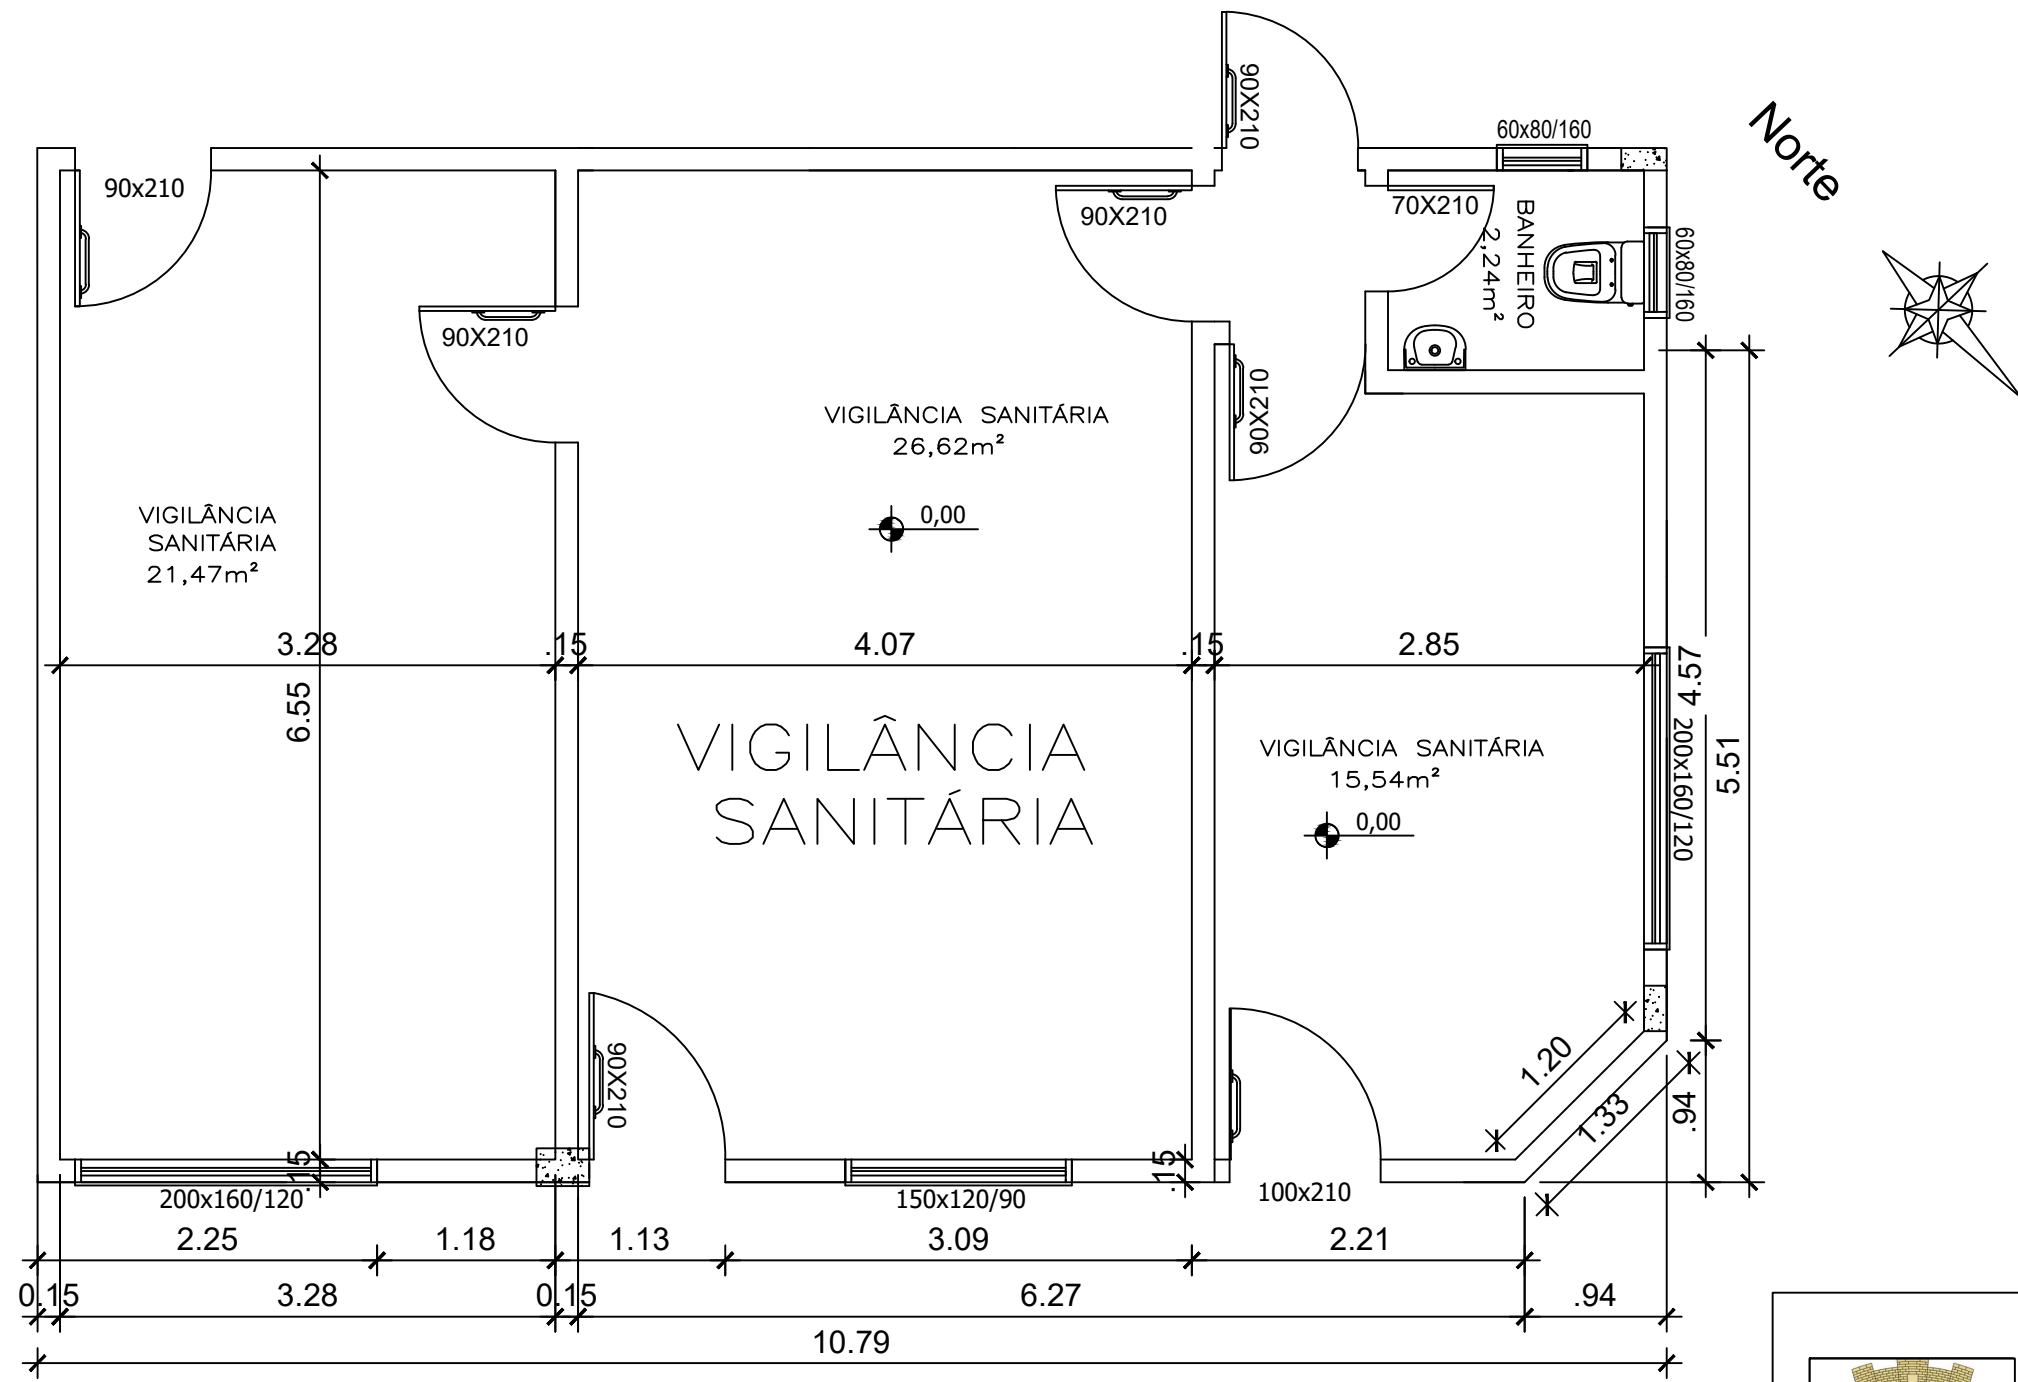 90X210
60x80/160
Norte
90x210
90X210
70X210
BANHEIRO
2,24m²
60x80/160
90X210
90X210
VIGILÂNCIA SANITÁRIA
26,62m²
0,00
VIGILÂNCIA
SANITÁRIA
21,47m²
3.28
.15
4.07
.15
2.85
6.55
4.57
200x160/120
5.51
VIGILÂNCIA
SANITÁRIA
VIGILÂNCIA SANITÁRIA
15,54m²
0,00
90X210
1.20
1.33
.94
.15
.15
200x160/120
150x120/90
100x210
2.25
1.18
1.13
3.09
2.21
0.15
3.28
0.15
6.27
.94
10.79